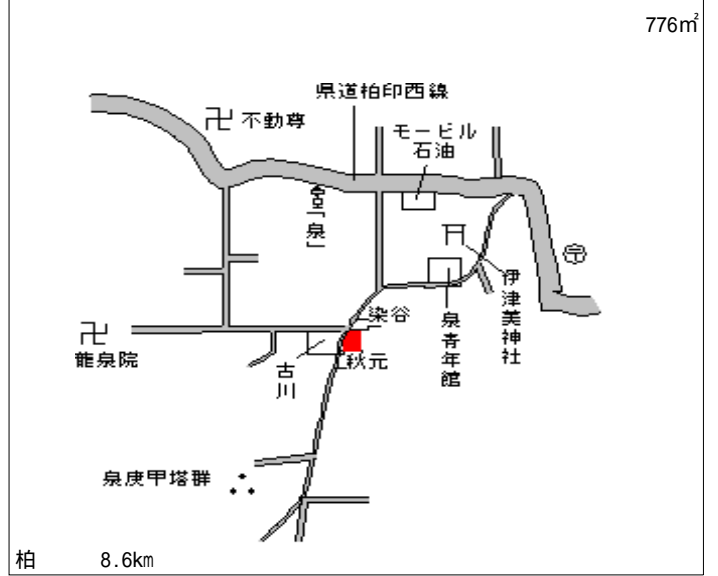 776㎡
県道柏印西線
卍 不動尊
モービル
石油
「泉」
〒
伊津美神社
染谷
泉青年館
卍
龍泉院
古川
秋元
泉庚申塔群
柏 8.6km